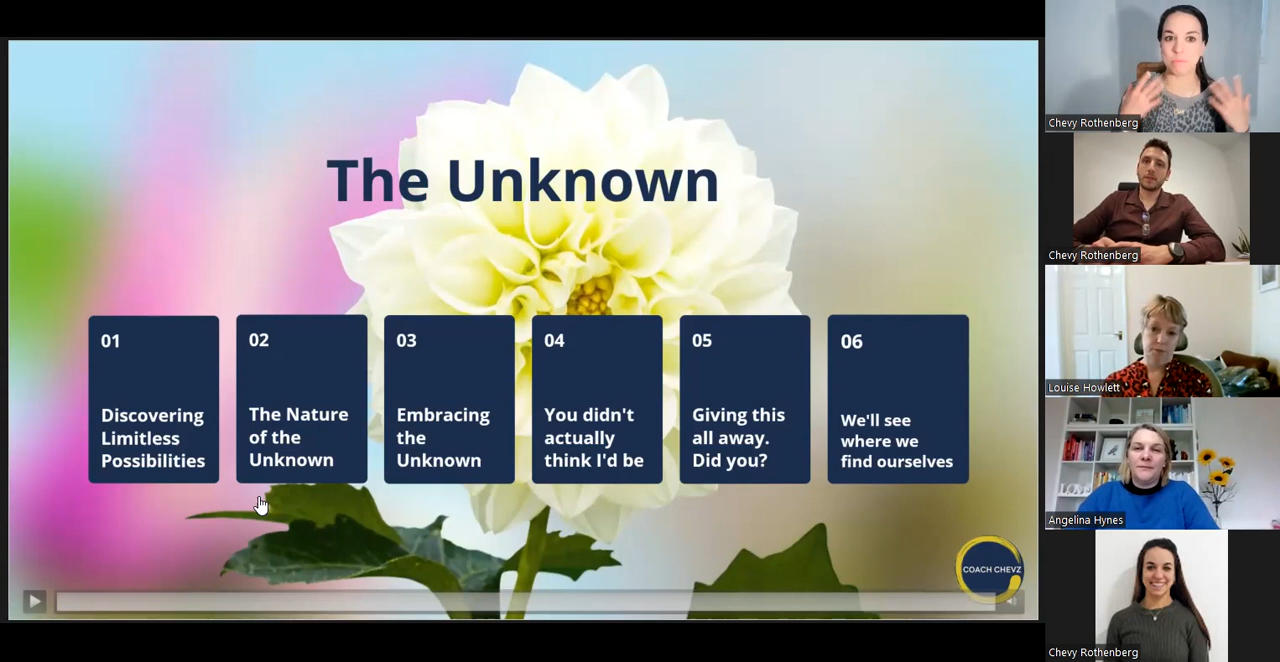 The Unknown
01
Discovering
Limitless
Possibilities
02
The Nature
of the
Unknown
03
Embracing
the
Unknown
04
You didn't
actually
think I'd be
05
Giving this
all away.
Did you?
06
We'll see
where we
find ourselves
COACH CHEVZ
Chevy Rothenberg
Chevy Rothenberg
Louise Howlett
Angelina Hynes
Chevy Rothenberg